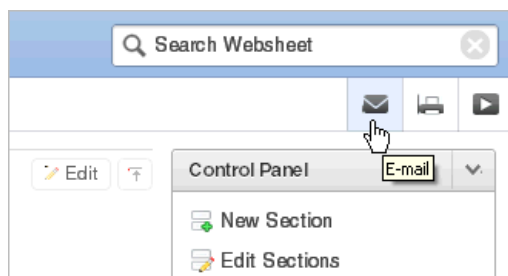 Search Websheet
Edit
Control Panel
E-mail
New Section
Edit Sections